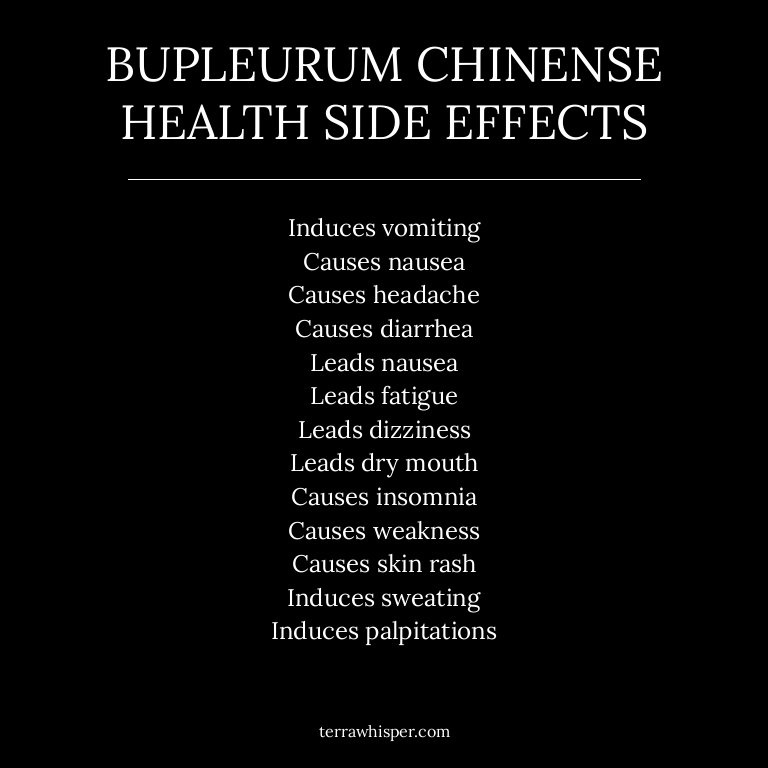 BUPLEURUM CHINENSE
HEALTH SIDE EFFECTS
Induces vomiting
Causes nausea
Causes headache
Causes diarrhea
Leads nausea
Leads fatigue
Leads dizziness
Leads dry mouth
Causes insomnia
Causes weakness
Causes skin rash
Induces sweating
Induces palpitations
terrawhisper.com